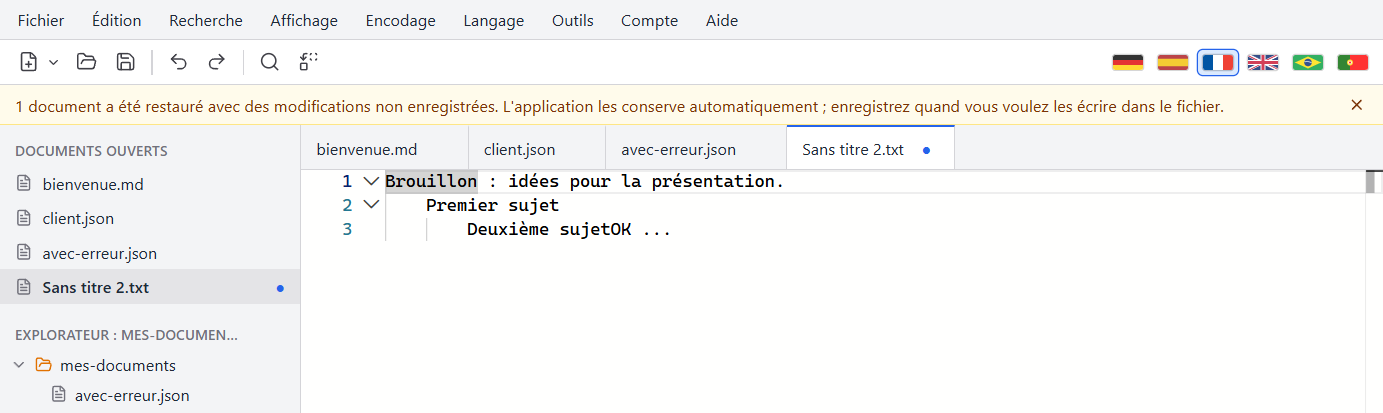 Fichier Édition Recherche Affichage Encodage Langage Outils Compte Aide
1 document a été restauré avec des modifications non enregistrées. L'application les conserve automatiquement ; enregistrez quand vous voulez les écrire dans le fichier.
DOCUMENTS OUVERTS
bienvenue.md
client.json
avec-erreur.json
Sans titre 2.txt
EXPLORATEUR : MES-DOCUMEN...
mes-documents
avec-erreur.json
bienvenue.md client.json avec-erreur.json Sans titre 2.txt
1 Brouillon : idées pour la présentation.
2 Premier sujet
3 Deuxième sujetOK ...